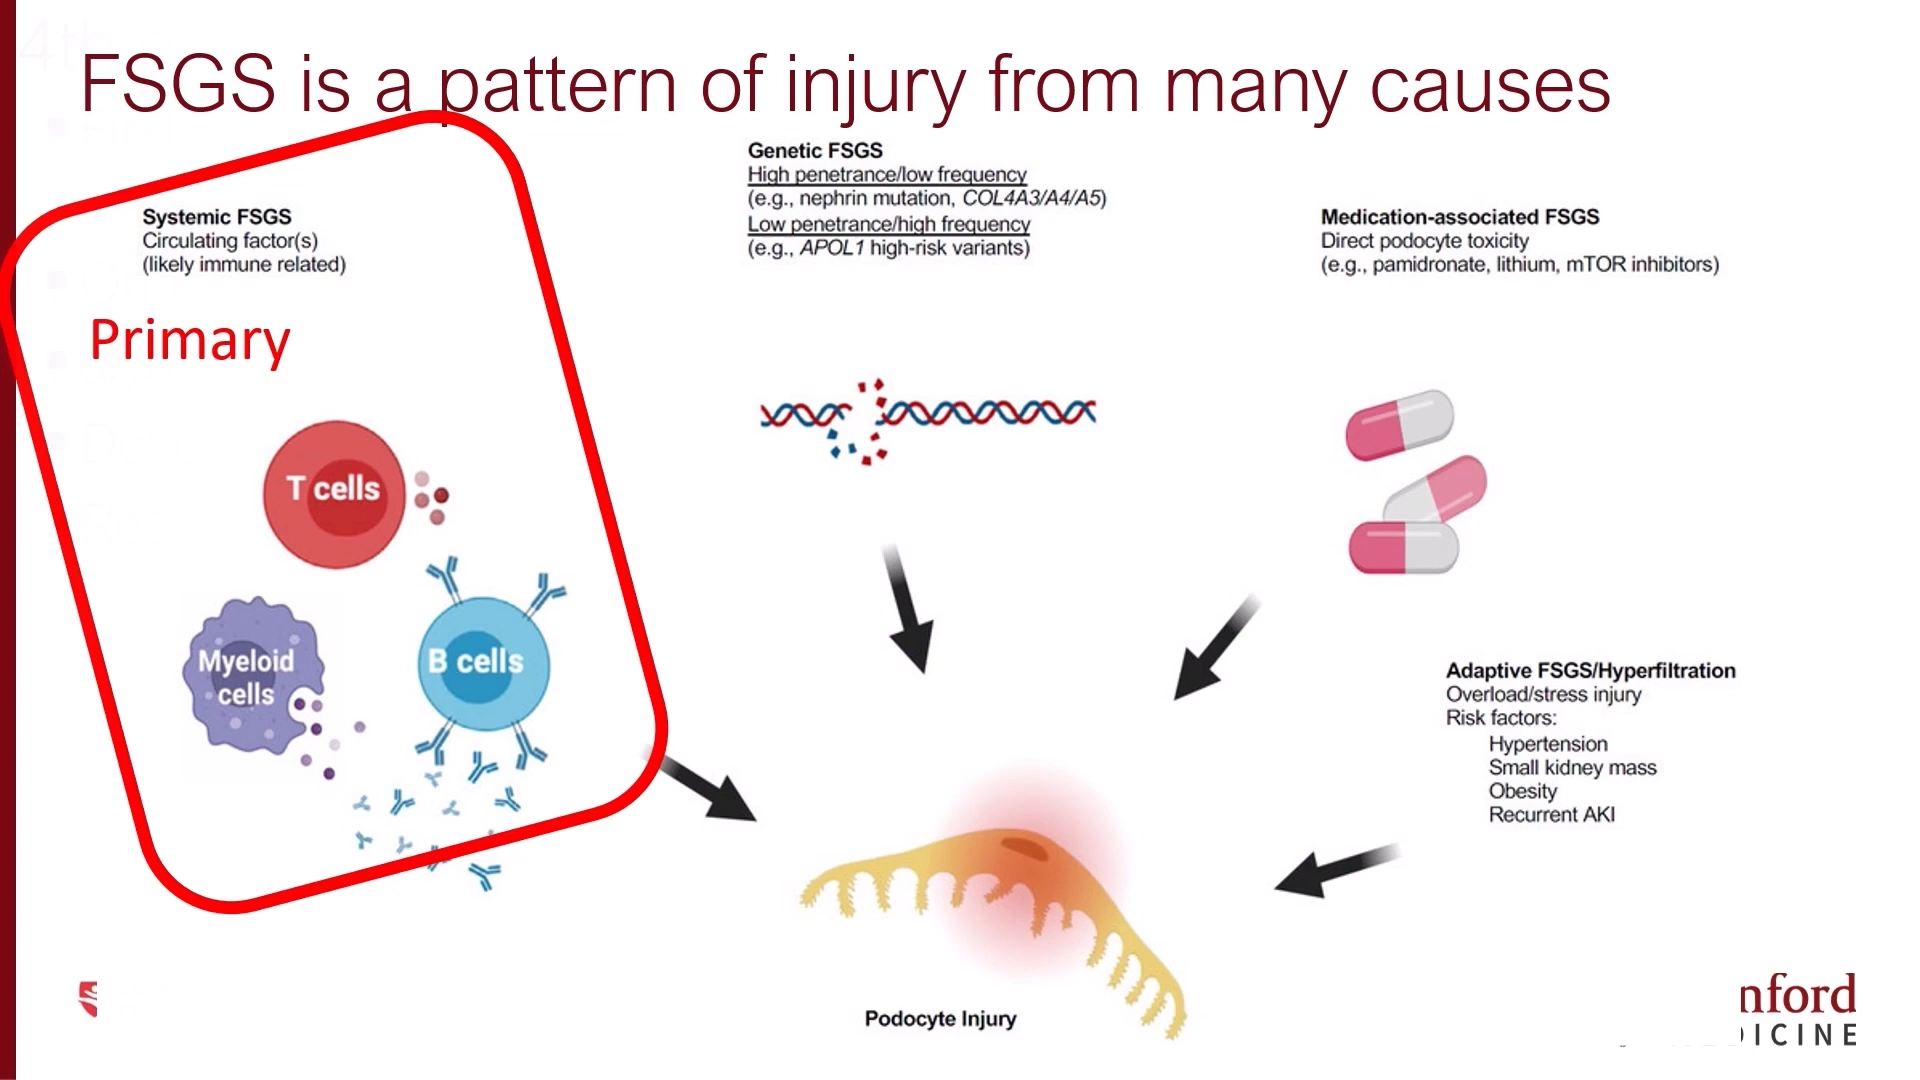 FSGS is a pattern of injury from many causes
Systemic FSGS
Circulating factor(s)
(likely immune related)
Primary
T cells
Myeloid
cells
B cells
Genetic FSGS
High penetrance/low frequency
(e.g., nephrin mutation, COL4A3/A4/A5)
Low penetrance/high frequency
(e.g., APOL1 high-risk variants)
Medication-associated FSGS
Direct podocyte toxicity
(e.g., pamidronate, lithium, mTOR inhibitors)
Adaptive FSGS/Hyperfiltration
Overload/stress injury
Risk factors:
Hypertension
Small kidney mass
Obesity
Recurrent AKI
Podocyte Injury
nford
ICINE